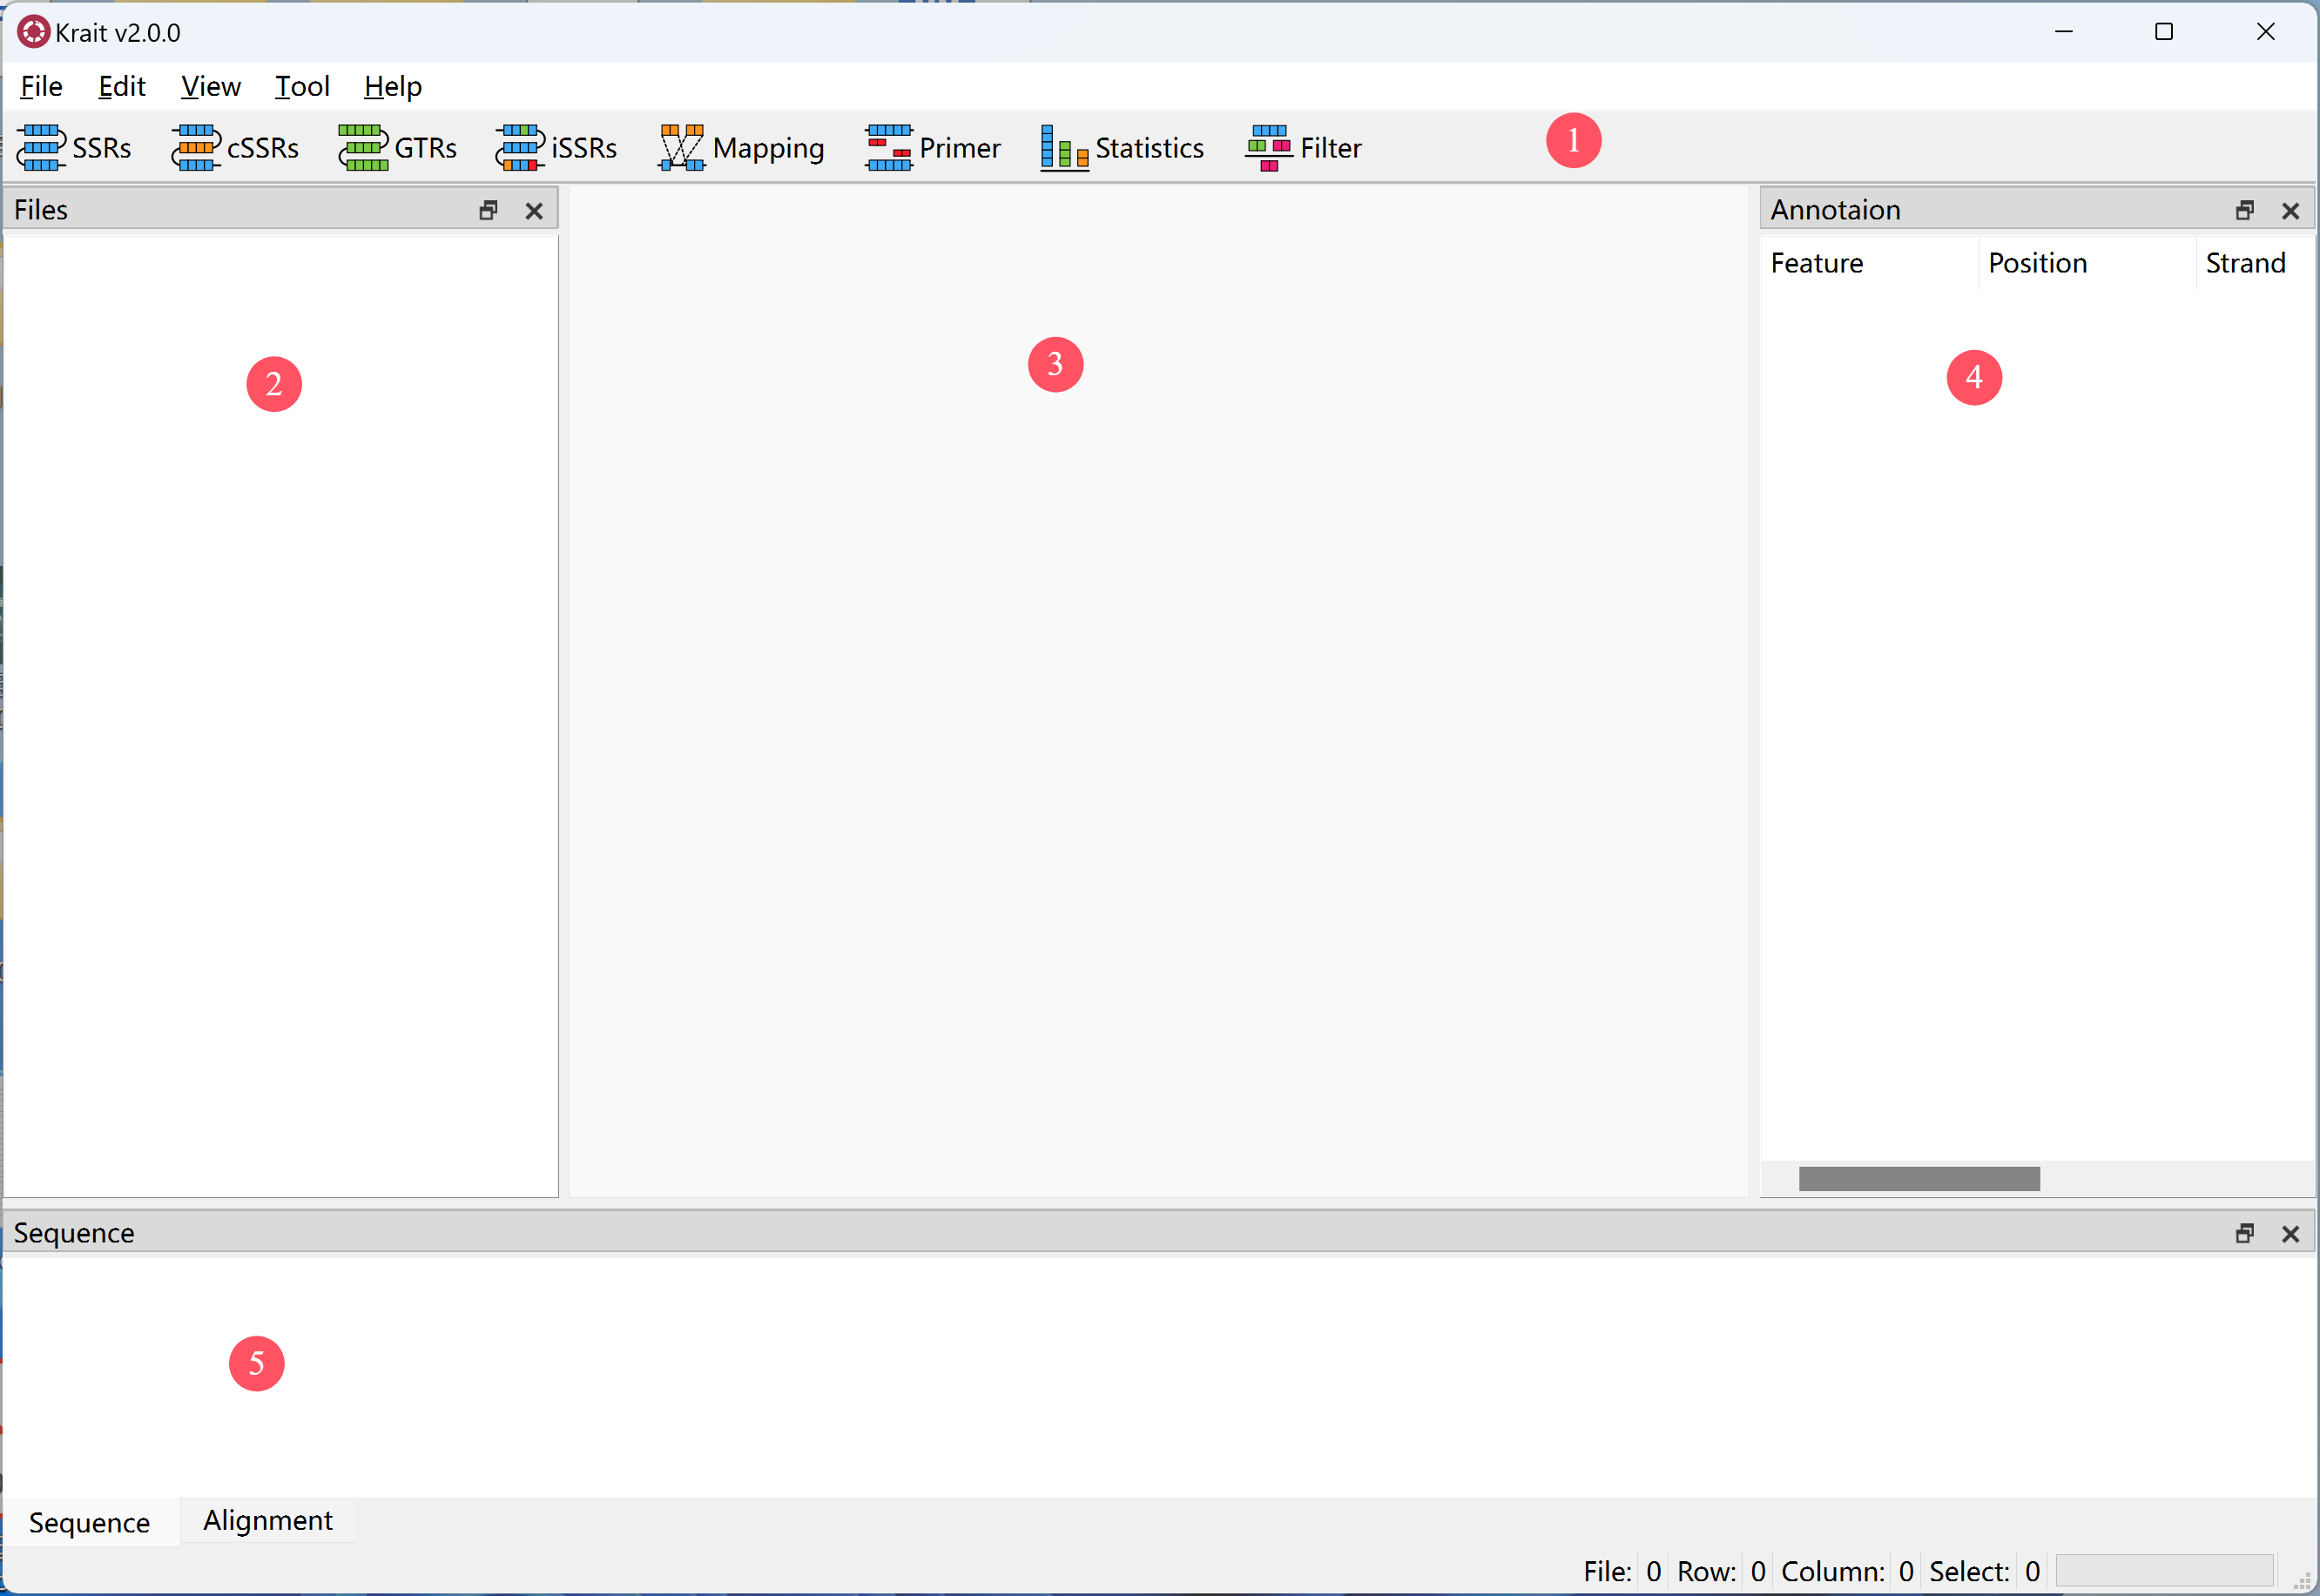 Krait v2.0.0
File Edit View Tool Help
SSRs cSSRs GTRs iSSRs Mapping Primer Statistics Filter 1
Files Annotaion
Feature Position Strand
2 3 4
Sequence
5
Sequence Alignment
File: 0 Row: 0 Column: 0 Select: 0